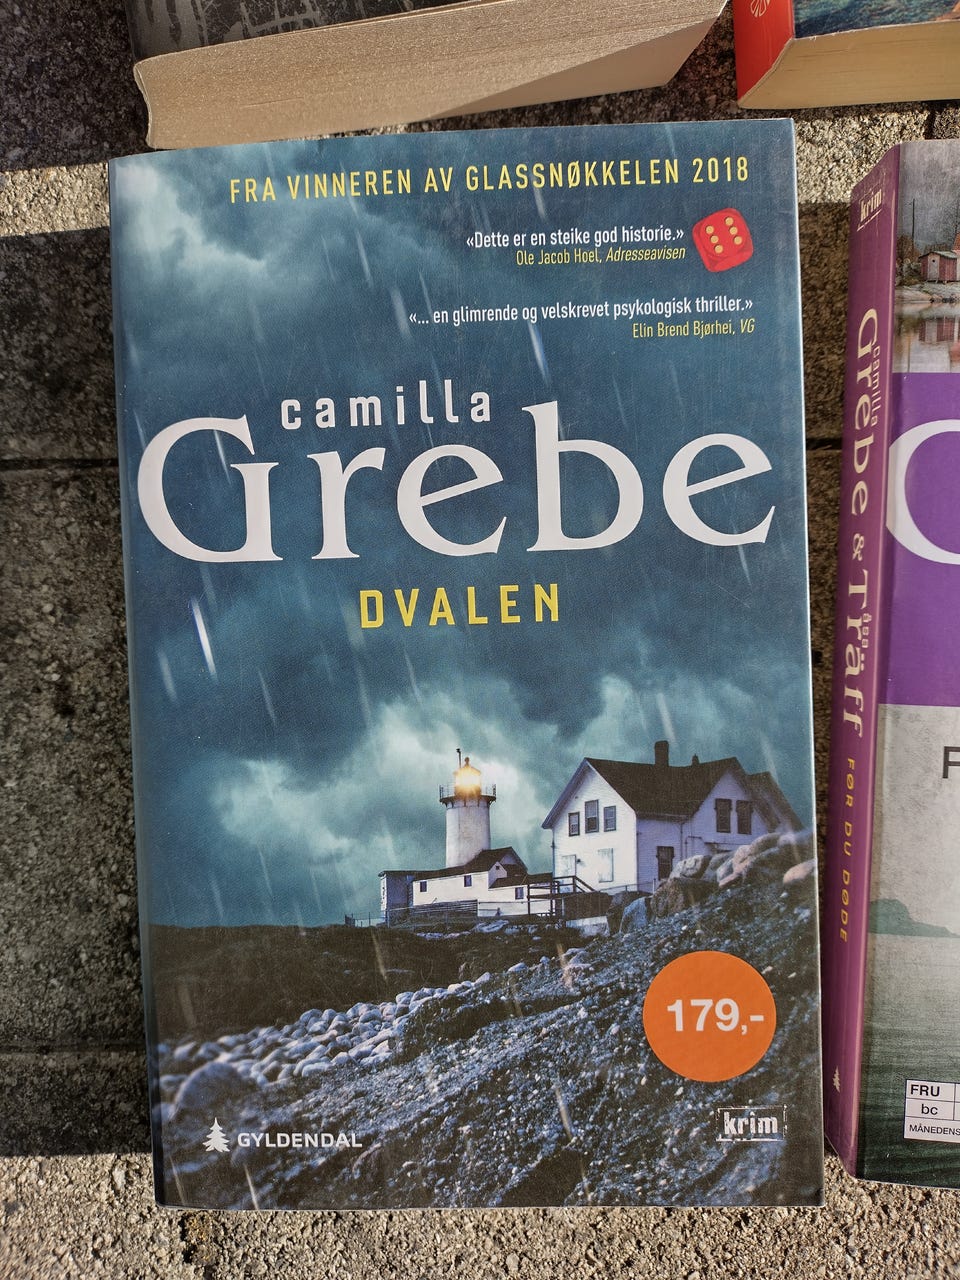 FRA VINNEREN AV GLASSNØKKELEN 2018
«Dette er en steike god historie.»
Ole Jacob Hoel, Adresseavisen
«... en glimrende og velskrevet psykologisk thriller.»
Elin Brend Bjørhei, VG
camilla
Grebe
DVALEN
179,-
GYLDENDAL
krim
krim
camilla
Grebe & Träff
åsa
FØR DU DØDE
FRU
bc
MÅNEDENS